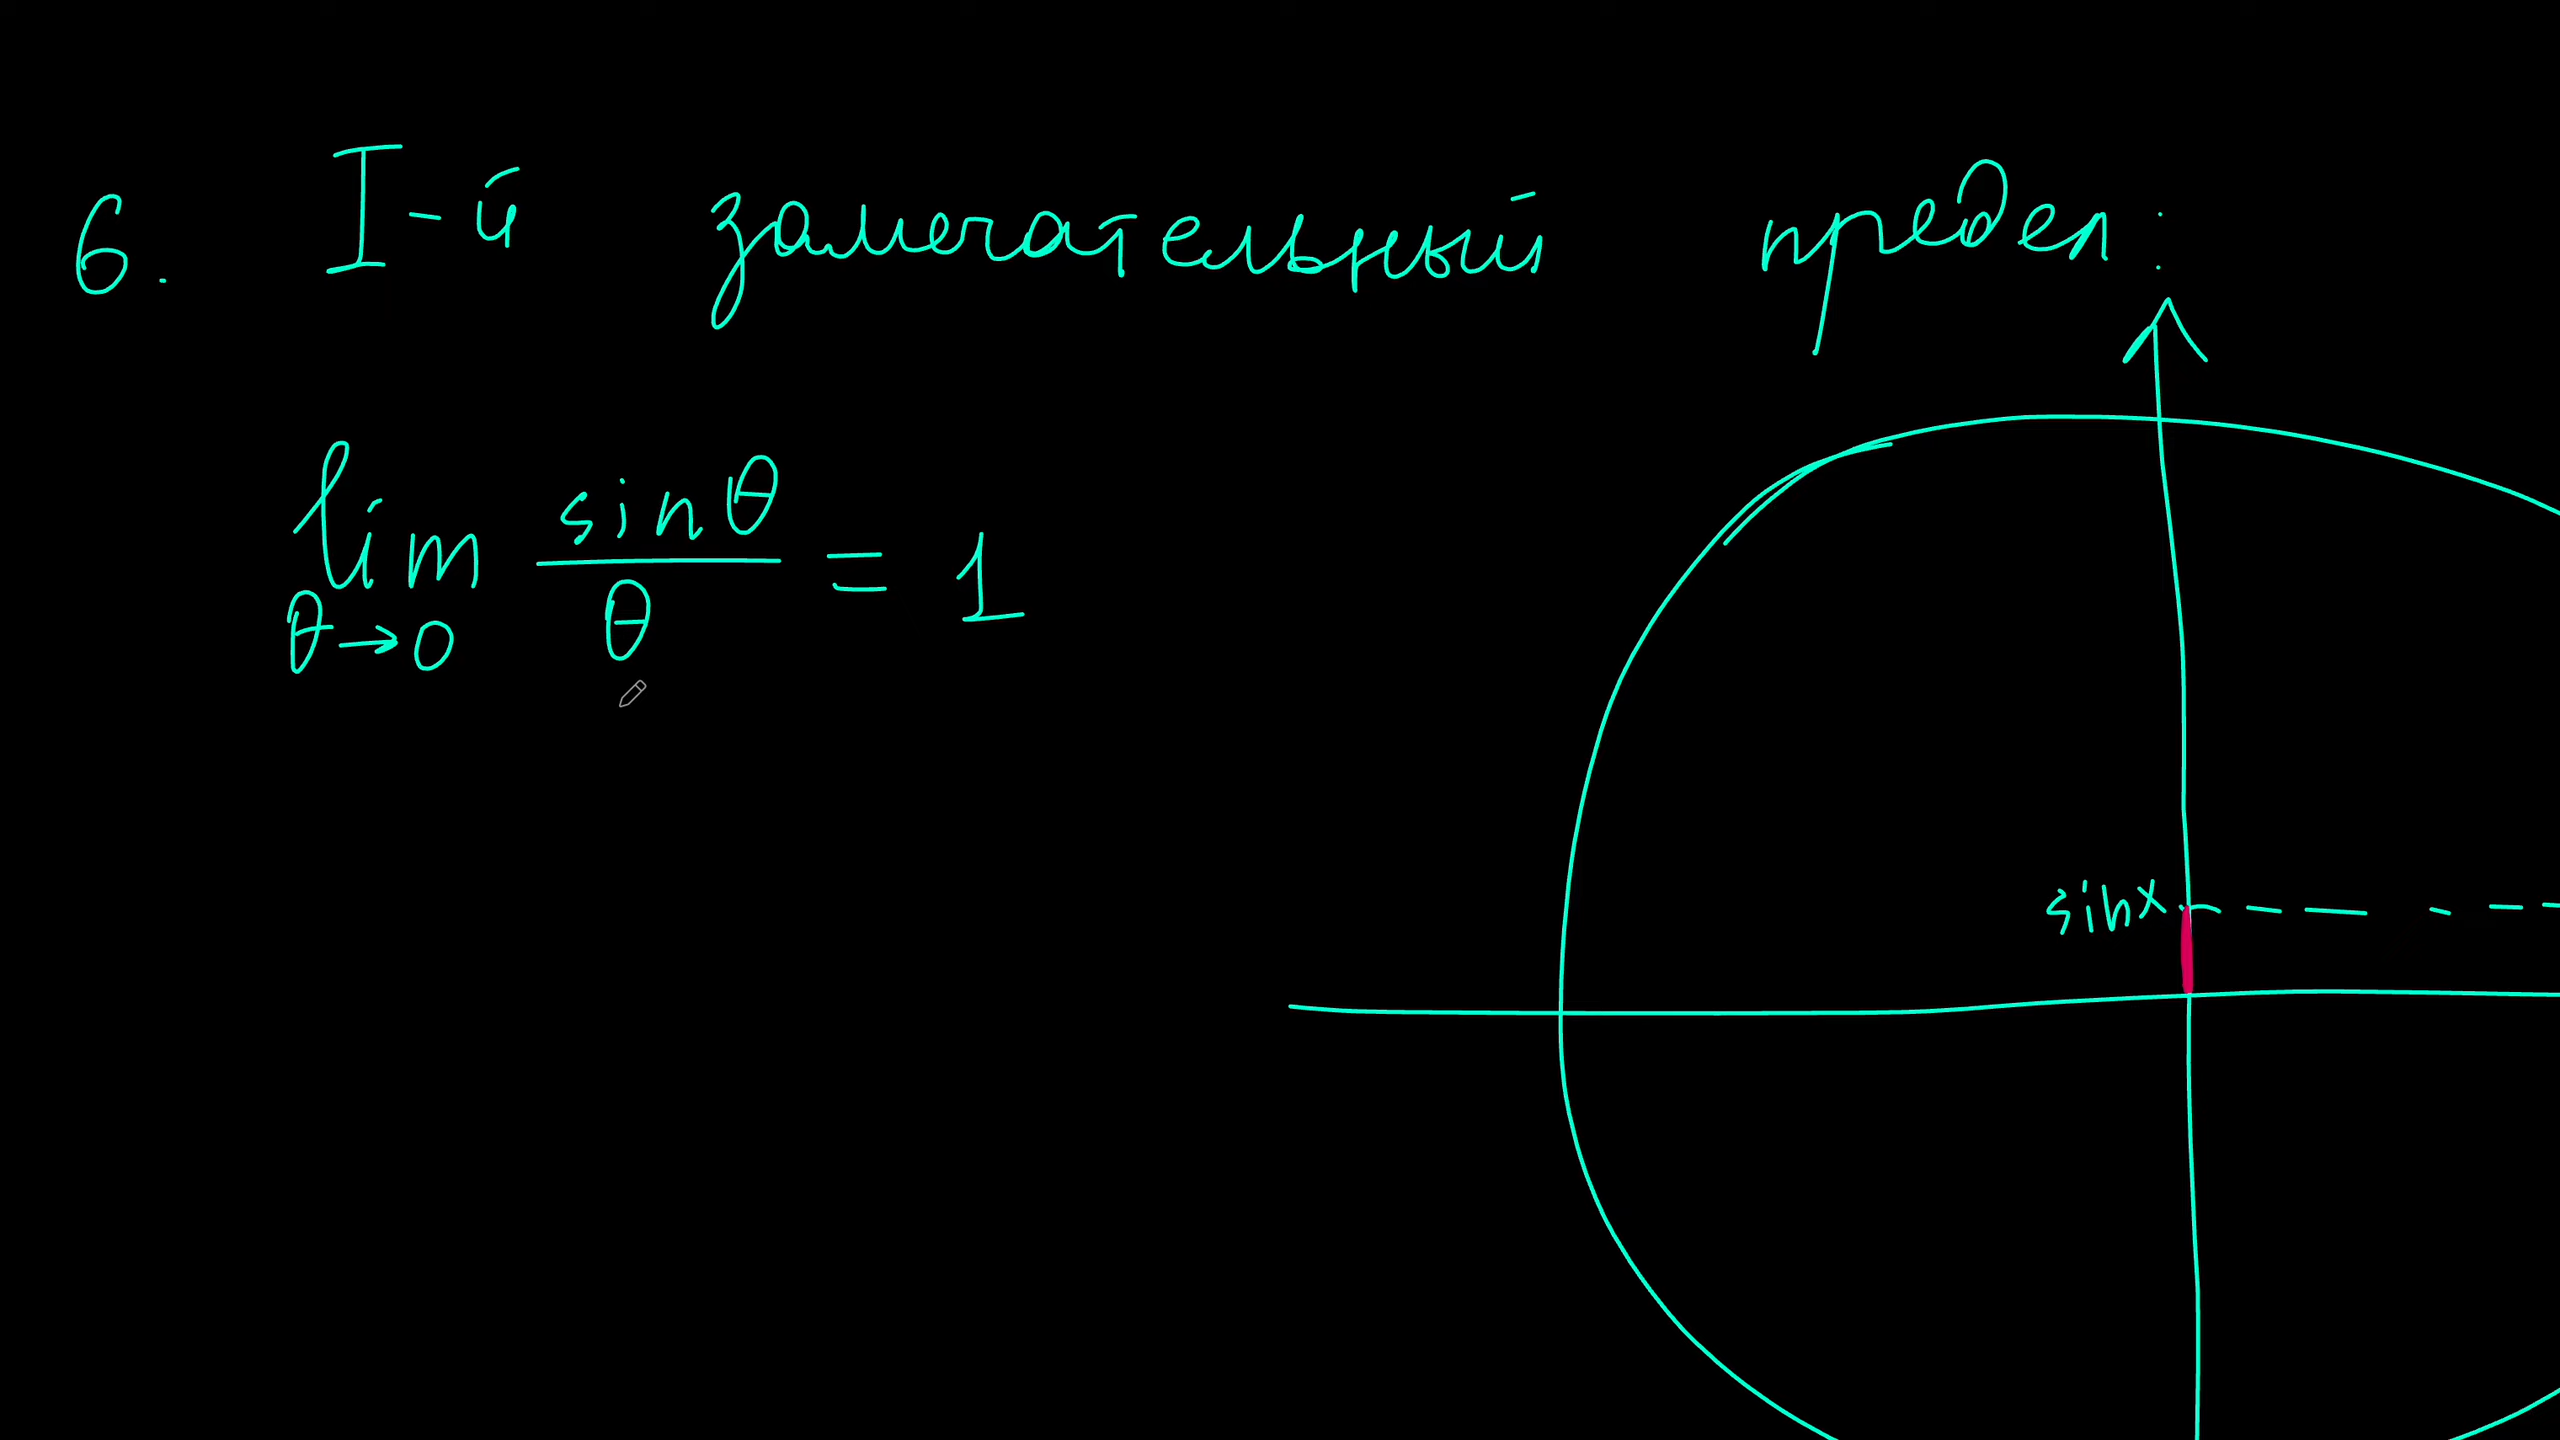 6. I-й замечательный предел:
lim sinθ/θ = 1
θ→0
sinx